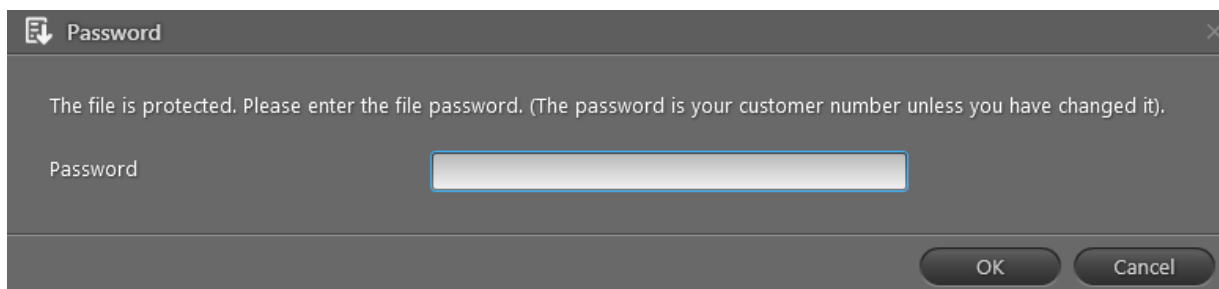 Password
The file is protected. Please enter the file password. (The password is your customer number unless you have changed it).
Password
OK
Cancel